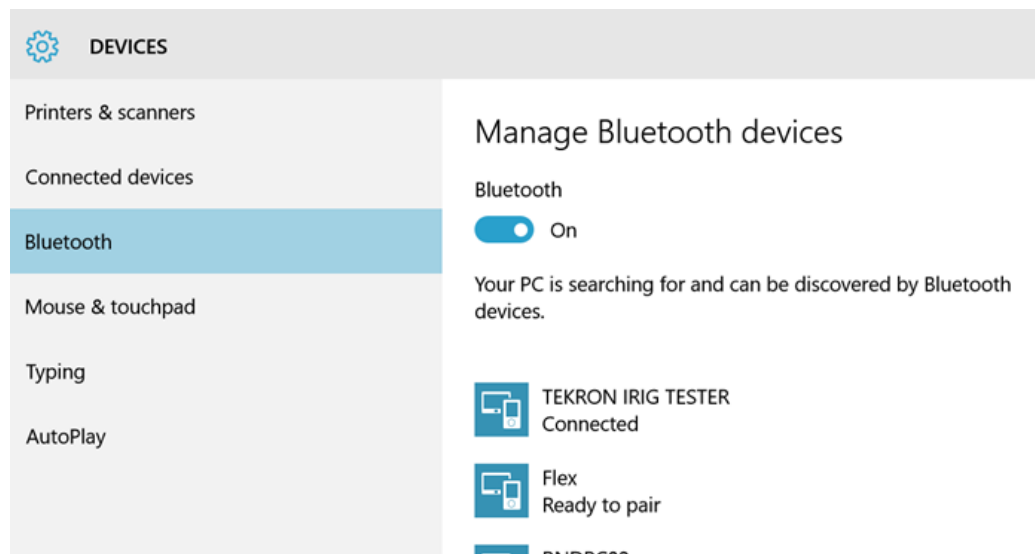 DEVICES
Printers & scanners
Connected devices
Bluetooth
Mouse & touchpad
Typing
AutoPlay
Manage Bluetooth devices
Bluetooth
On
Your PC is searching for and can be discovered by Bluetooth
devices.
TEKRON IRIG TESTER
Connected
Flex
Ready to pair